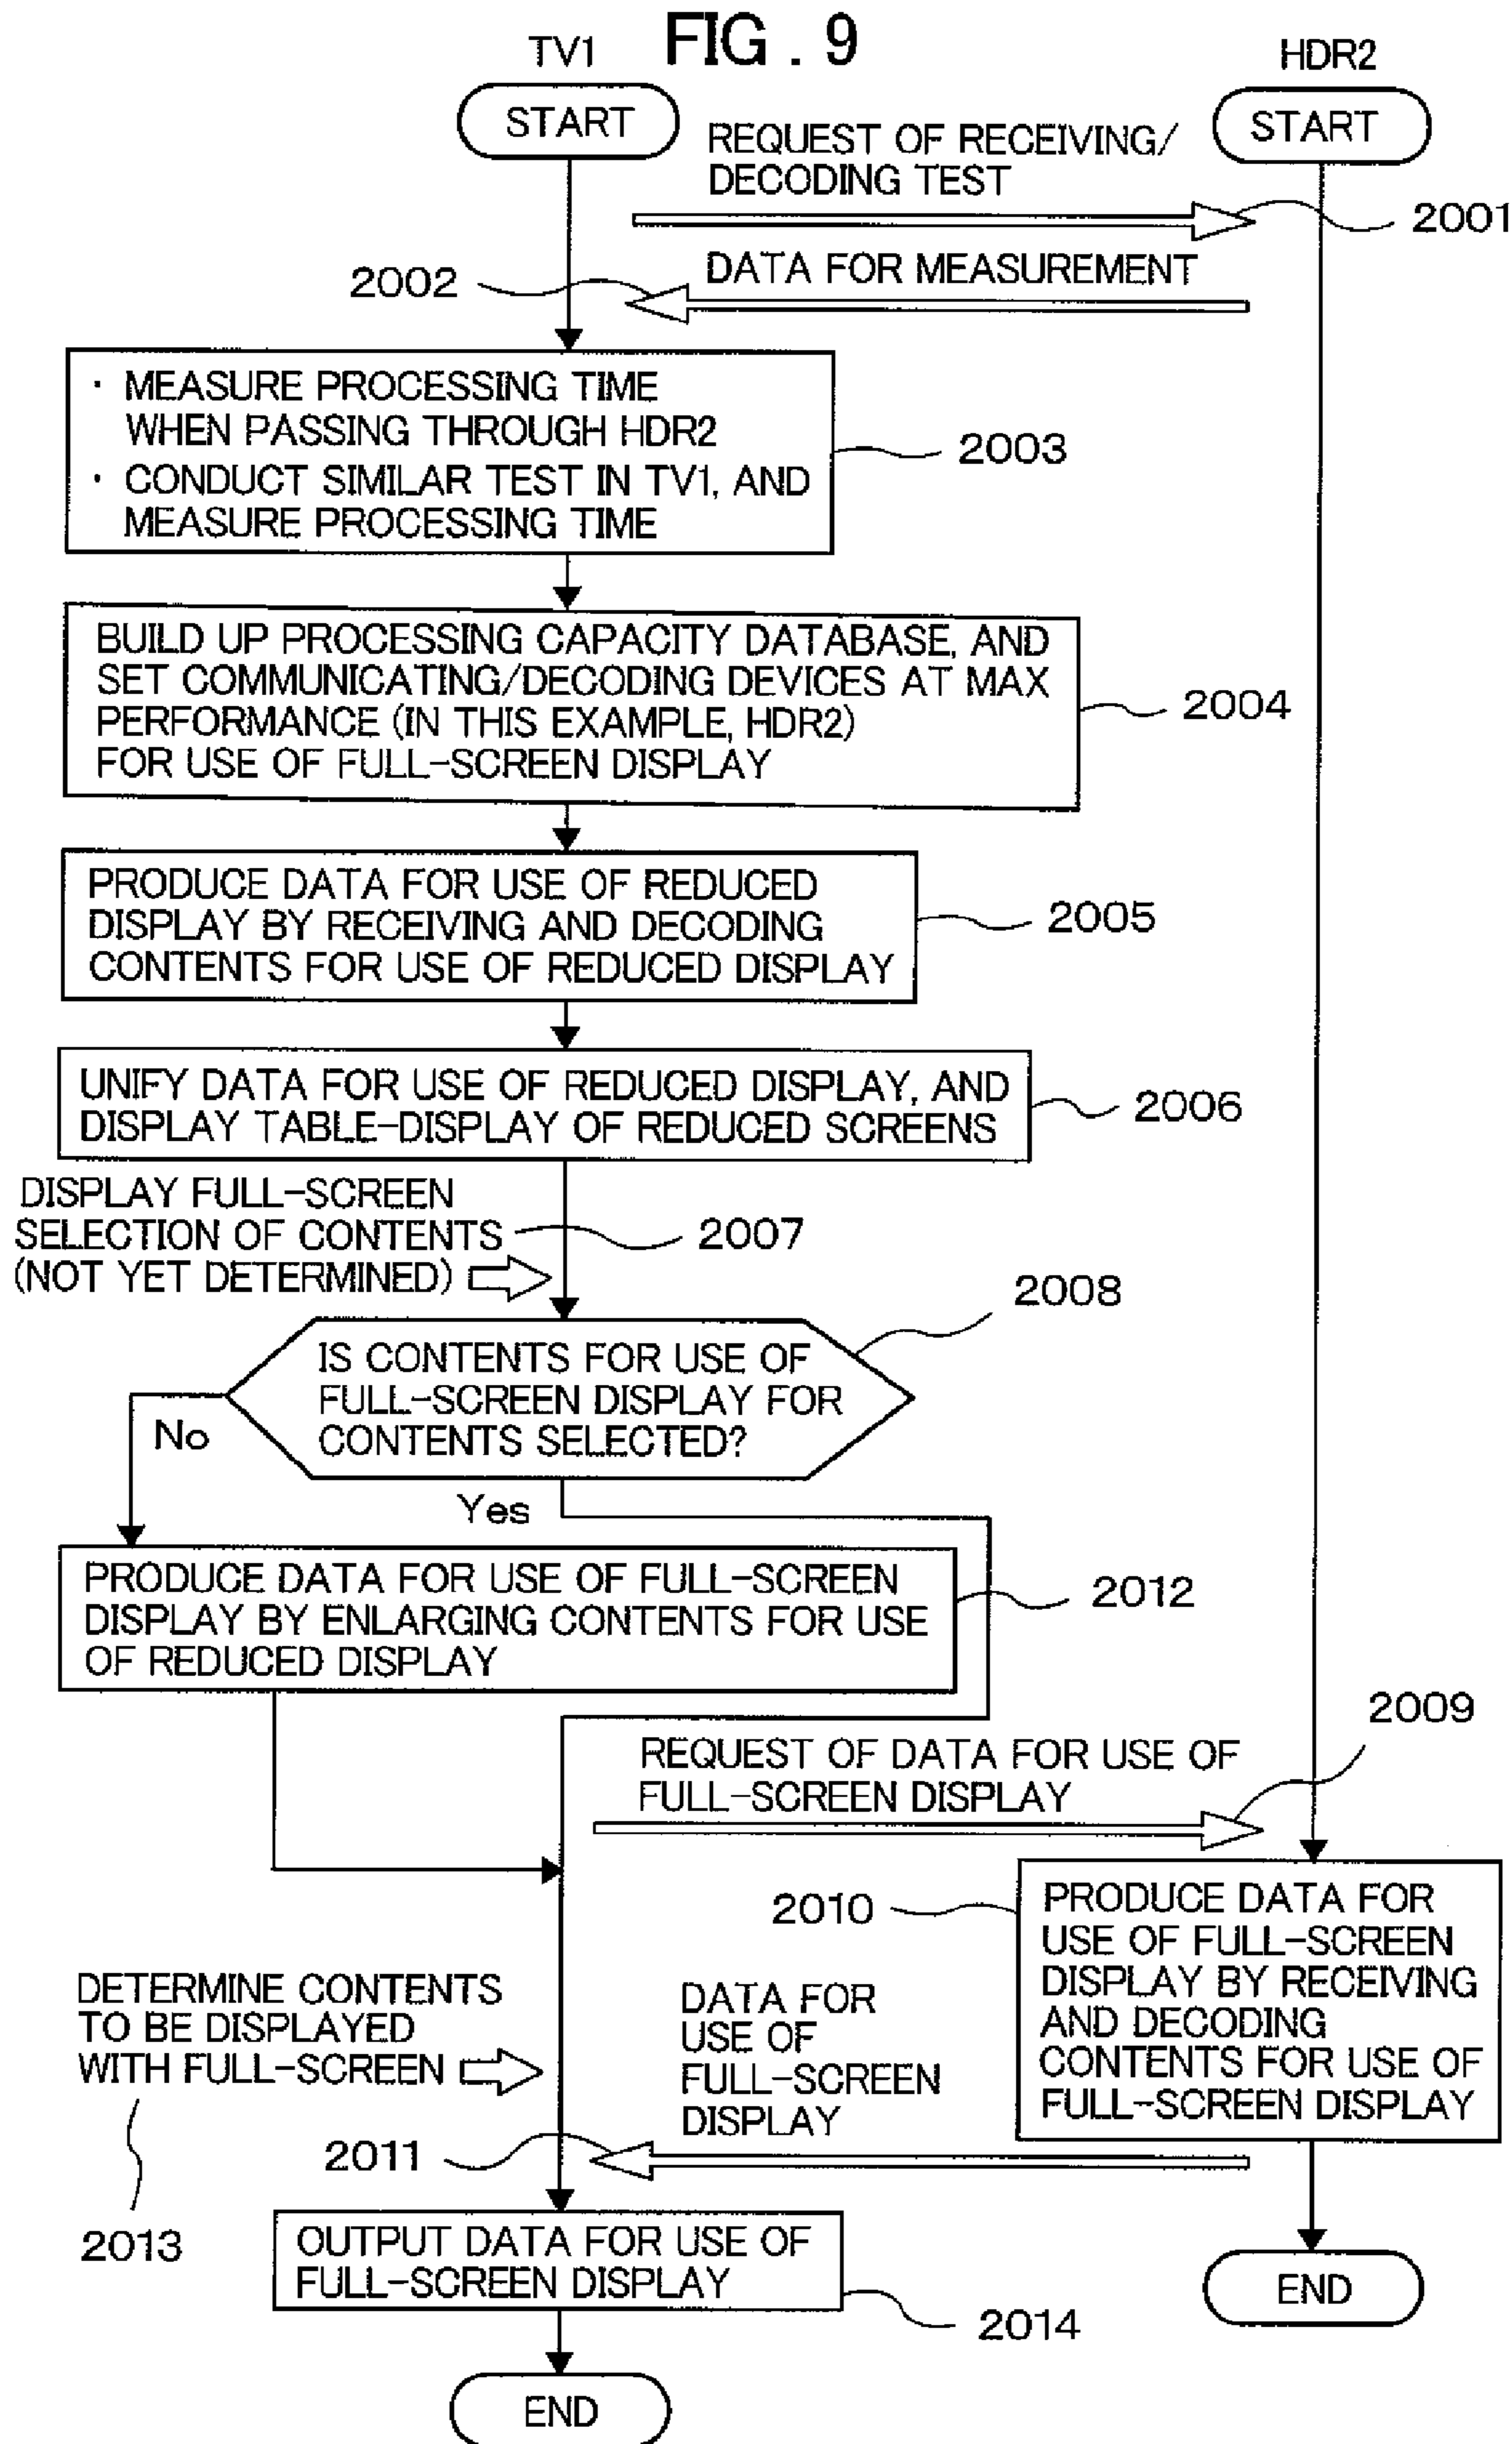 FIG. 9
TV1
HDR2
START
START
REQUEST OF RECEIVING/
DECODING TEST
2001
DATA FOR MEASUREMENT
2002
· MEASURE PROCESSING TIME
WHEN PASSING THROUGH HDR2
· CONDUCT SIMILAR TEST IN TV1, AND
MEASURE PROCESSING TIME
2003
BUILD UP PROCESSING CAPACITY DATABASE, AND
SET COMMUNICATING/DECODING DEVICES AT MAX
PERFORMANCE (IN THIS EXAMPLE, HDR2)
FOR USE OF FULL-SCREEN DISPLAY
2004
PRODUCE DATA FOR USE OF REDUCED
DISPLAY BY RECEIVING AND DECODING
CONTENTS FOR USE OF REDUCED DISPLAY
2005
UNIFY DATA FOR USE OF REDUCED DISPLAY, AND
DISPLAY TABLE-DISPLAY OF REDUCED SCREENS
2006
DISPLAY FULL-SCREEN
SELECTION OF CONTENTS
(NOT YET DETERMINED)
2007
2008
IS CONTENTS FOR USE OF
FULL-SCREEN DISPLAY FOR
CONTENTS SELECTED?
No
Yes
PRODUCE DATA FOR USE OF FULL-SCREEN
DISPLAY BY ENLARGING CONTENTS FOR USE
OF REDUCED DISPLAY
2012
2009
REQUEST OF DATA FOR USE OF
FULL-SCREEN DISPLAY
2010
PRODUCE DATA FOR
USE OF FULL-SCREEN
DISPLAY BY RECEIVING
AND DECODING
CONTENTS FOR USE OF
FULL-SCREEN DISPLAY
DETERMINE CONTENTS
TO BE DISPLAYED
WITH FULL-SCREEN
2013
DATA FOR
USE OF
FULL-SCREEN
DISPLAY
2011
OUTPUT DATA FOR USE OF
FULL-SCREEN DISPLAY
2014
END
END